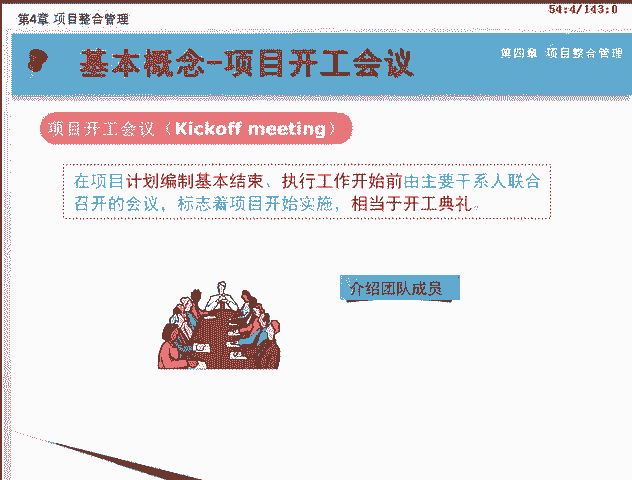 第4章 项目整合管理
54:4/143:0
基本概念-项目开工会议
第四章 项目整合管理
项目开工会议（Kickoff meeting）
在项目计划编制基本结束、执行工作开始前由主要干系人联合
召开的会议，标志着项目开始实施，相当于开工典礼。
介绍团队成员